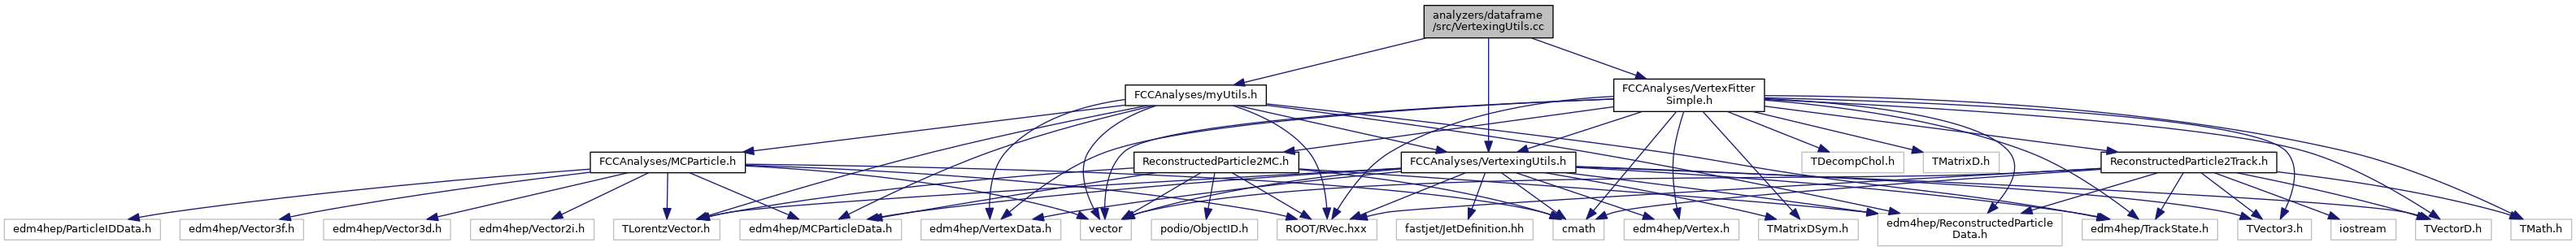 analyzers/dataframe
/src/VertexingUtils.cc
FCCAnalyses/myUtils.h
FCCAnalyses/VertexFitter
Simple.h
FCCAnalyses/MCParticle.h
ReconstructedParticle2MC.h
FCCAnalyses/VertexingUtils.h
TDecompChol.h
TMatrixD.h
ReconstructedParticle2Track.h
edm4hep/ParticleIDData.h
edm4hep/Vector3f.h
edm4hep/Vector3d.h
edm4hep/Vector2i.h
TLorentzVector.h
edm4hep/MCParticleData.h
edm4hep/VertexData.h
vector
podio/ObjectID.h
ROOT/RVec.hxx
fastjet/JetDefinition.hh
cmath
edm4hep/Vertex.h
TMatrixDSym.h
edm4hep/ReconstructedParticle
Data.h
edm4hep/TrackState.h
TVector3.h
iostream
TVectorD.h
TMath.h